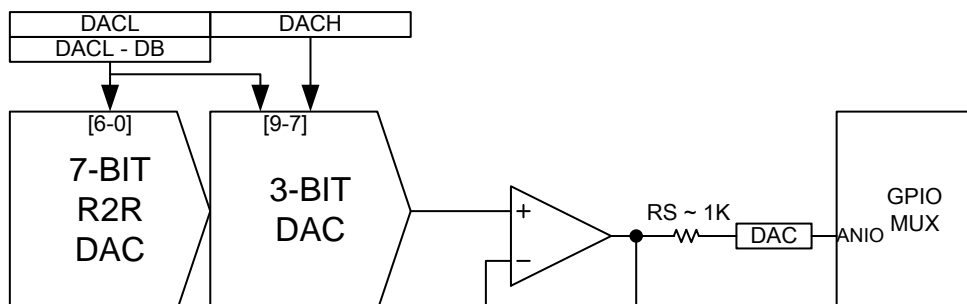 DACL DACH
DACL - DB
[6-0] [9-7]
7-BIT
R2R
DAC
3-BIT
DAC
+
−
RS ~ 1K
DAC
ANIO
GPIO
MUX